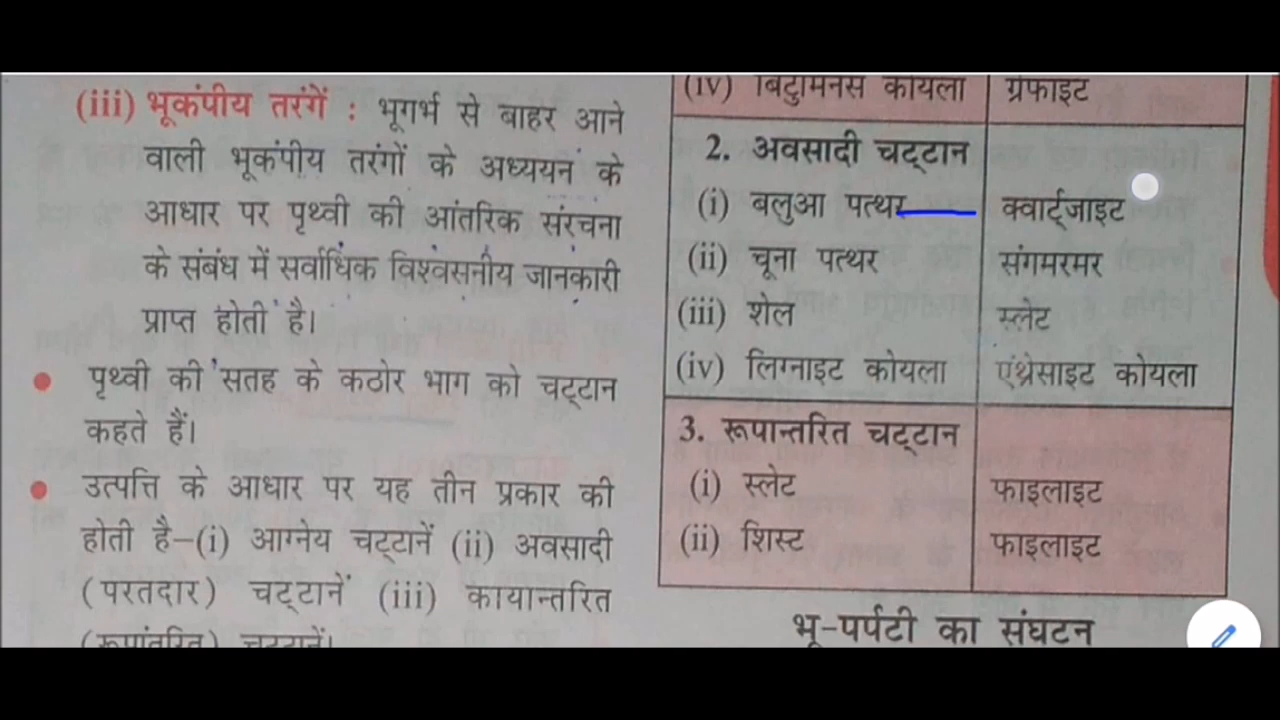 (iii) भूकंपीय तरंगें : भूगर्भ से बाहर आने
वाली भूकंपीय तरंगों के अध्ययन के
आधार पर पृथ्वी की आंतरिक संरचना
के संबंध में सर्वाधिक विश्वसनीय जानकारी
प्राप्त होती है।
पृथ्वी की सतह के कठोर भाग को चट्टान
कहते हैं।
उत्पत्ति के आधार पर यह तीन प्रकार की
होती है–(i) आग्नेय चट्टानें (ii) अवसादी
(परतदार) चट्टानें (iii) कायान्तरित
(रूपांतरित) चट्टानें।
(iv) बिटुमिनस कोयला ग्रेफाइट
2. अवसादी चट्टान
(i) बलुआ पत्थर क्वार्ट्जाइट
(ii) चूना पत्थर संगमरमर
(iii) शेल स्लेट
(iv) लिग्नाइट कोयला एंथ्रेसाइट कोयला
3. रूपान्तरित चट्टान
(i) स्लेट फाइलाइट
(ii) शिस्ट फाइलाइट
भू-पर्पटी का संघटन